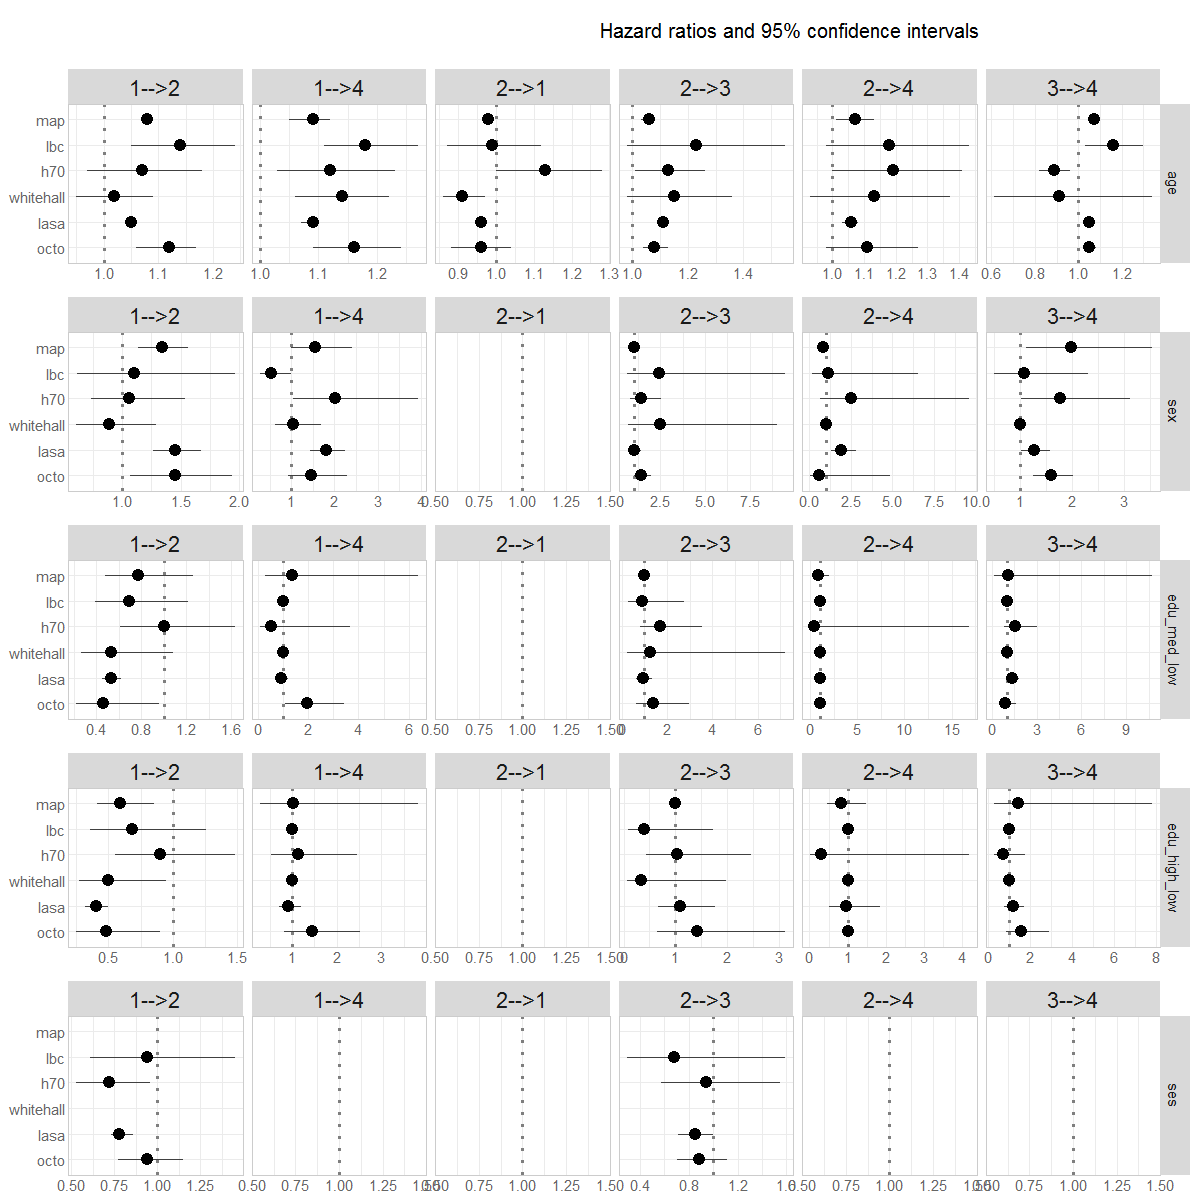 Hazard ratios and 95% confidence intervals
1-->2 1-->4 2-->1 2-->3 2-->4 3-->4
map
lbc
h70
whitehall
lasa
octo
age
1.0 1.1 1.2 1.0 1.1 1.2 0.9 1.0 1.1 1.2 1.3 1.0 1.2 1.4 1.0 1.1 1.2 1.3 1.4 0.6 0.8 1.0 1.2
1-->2 1-->4 2-->1 2-->3 2-->4 3-->4
map
lbc
h70
whitehall
lasa
octo
sex
1.0 1.5 2.0 1 2 3 0.50 0.75 1.00 1.25 1.50 2.5 5.0 7.5 0.0 2.5 5.0 7.5 10.0 1 2 3
1-->2 1-->4 2-->1 2-->3 2-->4 3-->4
map
lbc
h70
whitehall
lasa
octo
edu_med_low
0.4 0.8 1.2 1.6 0 2 4 6 0.50 0.75 1.00 1.25 1.50 0 2 4 6 0 5 10 15 0 3 6 9
1-->2 1-->4 2-->1 2-->3 2-->4 3-->4
map
lbc
h70
whitehall
lasa
octo
edu_high_low
0.5 1.0 1.5 1 2 3 0.50 0.75 1.00 1.25 1.50 0 1 2 3 0 1 2 3 4 0 2 4 6 8
1-->2 1-->4 2-->1 2-->3 2-->4 3-->4
map
lbc
h70
whitehall
lasa
octo
ses
0.50 0.75 1.00 1.25 0.50 0.75 1.00 1.25 1.50 0.50 0.75 1.00 1.25 1.50 0.4 0.8 1.2 1.6 0.50 0.75 1.00 1.25 1.50 0.50 0.75 1.00 1.25 1.50